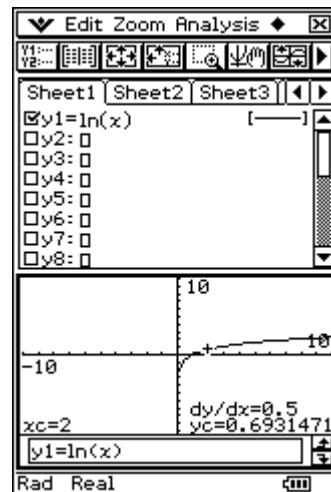 Edit Zoom Analysis
Sheet1 Sheet2 Sheet3
y1=ln(x) [—]
y2:
y3:
y4:
y5:
y6:
y7:
y8:
10
10
-10
dy/dx=0.5
xc=2 yc=0.6931471
y1=ln(x)
Rad Real